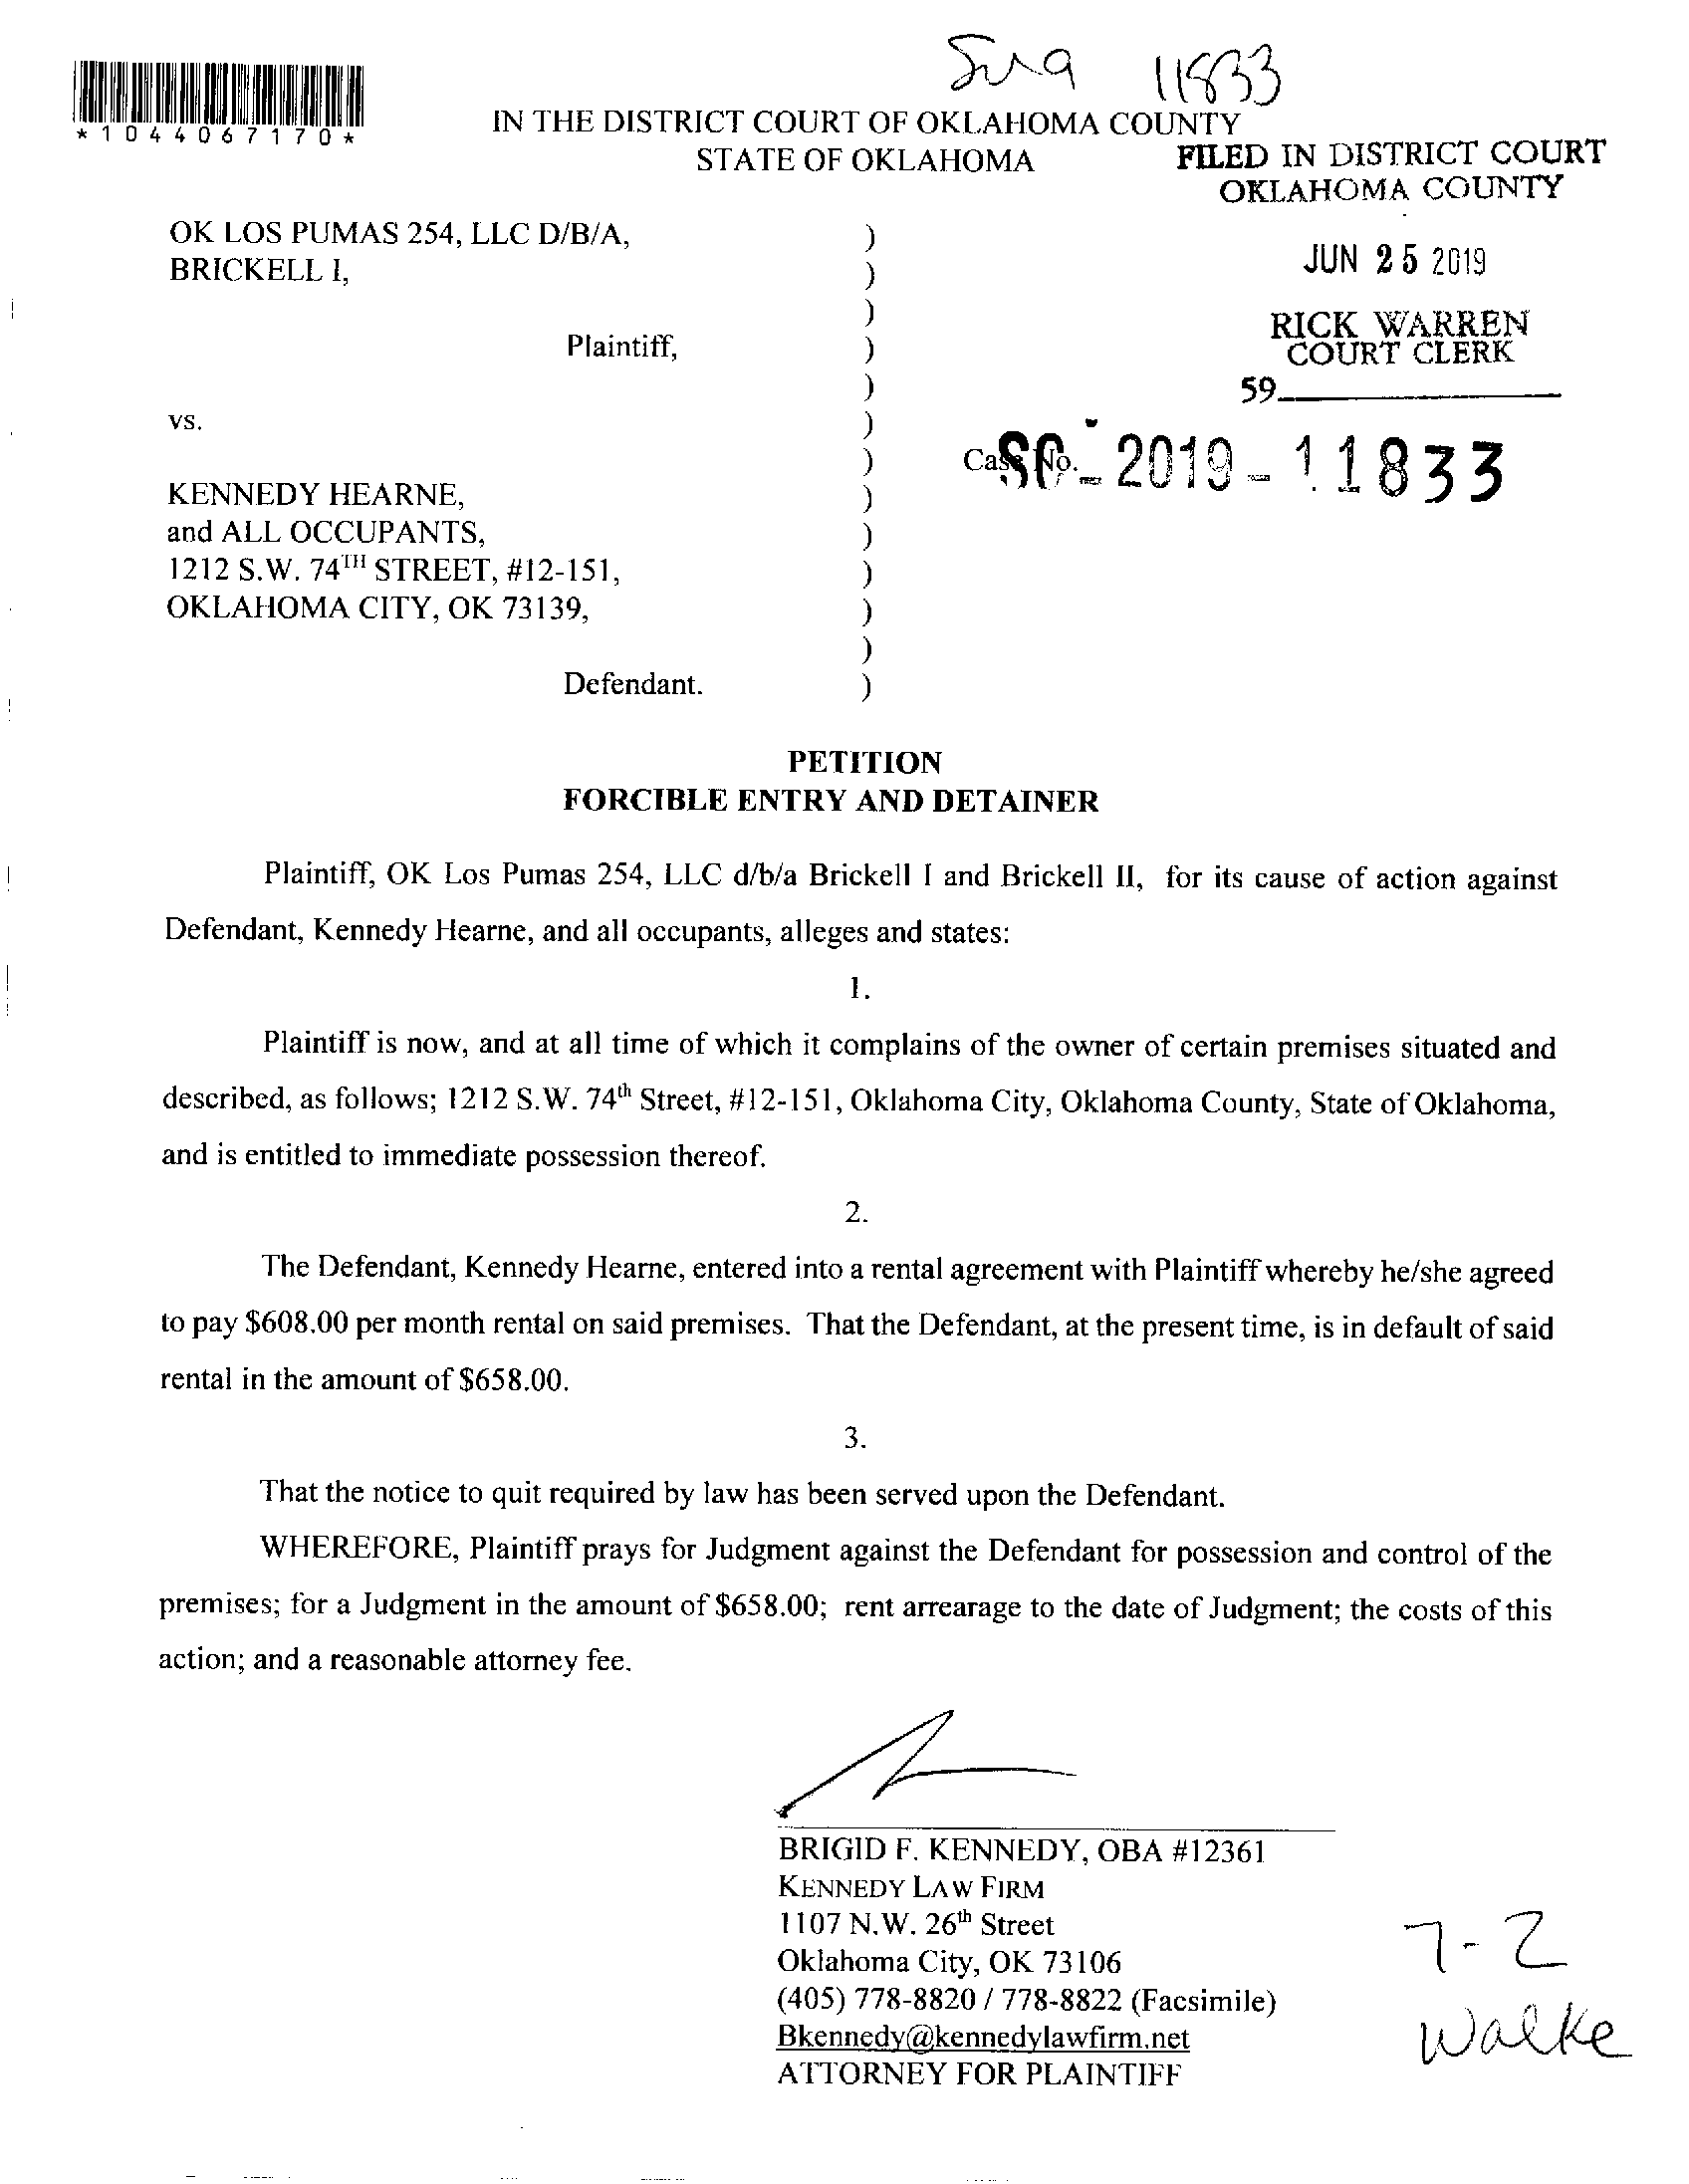 11833
*1044067170*
IN THE DISTRICT COURT OF OKLAHOMA COUNTY
STATE OF OKLAHOMA
FILED IN DISTRICT COURT
OKLAHOMA COUNTY
JUN 25 2019
RICK WARREN
COURT CLERK
59
OK LOS PUMAS 254, LLC D/B/A,
BRICKELL I,
Plaintiff,
vs.
Case No. SC - 2019 - 11833
KENNEDY HEARNE,
and ALL OCCUPANTS,
1212 S.W. 74TH STREET, #12-151,
OKLAHOMA CITY, OK 73139,
Defendant.
PETITION
FORCIBLE ENTRY AND DETAINER
Plaintiff, OK Los Pumas 254, LLC d/b/a Brickell I and Brickell II, for its cause of action against
Defendant, Kennedy Hearne, and all occupants, alleges and states:
1.
Plaintiff is now, and at all time of which it complains of the owner of certain premises situated and
described, as follows; 1212 S.W. 74th Street, #12-151, Oklahoma City, Oklahoma County, State of Oklahoma,
and is entitled to immediate possession thereof.
2.
The Defendant, Kennedy Hearne, entered into a rental agreement with Plaintiff whereby he/she agreed
to pay $608.00 per month rental on said premises. That the Defendant, at the present time, is in default of said
rental in the amount of $658.00.
3.
That the notice to quit required by law has been served upon the Defendant.
WHEREFORE, Plaintiff prays for Judgment against the Defendant for possession and control of the
premises; for a Judgment in the amount of $658.00; rent arrearage to the date of Judgment; the costs of this
action; and a reasonable attorney fee.
BRIGID F. KENNEDY, OBA #12361
KENNEDY LAW FIRM
1107 N.W. 26th Street
Oklahoma City, OK 73106
(405) 778-8820 / 778-8822 (Facsimile)
Bkennedy@kennedylawfirm.net
ATTORNEY FOR PLAINTIFF
7-2
Walke